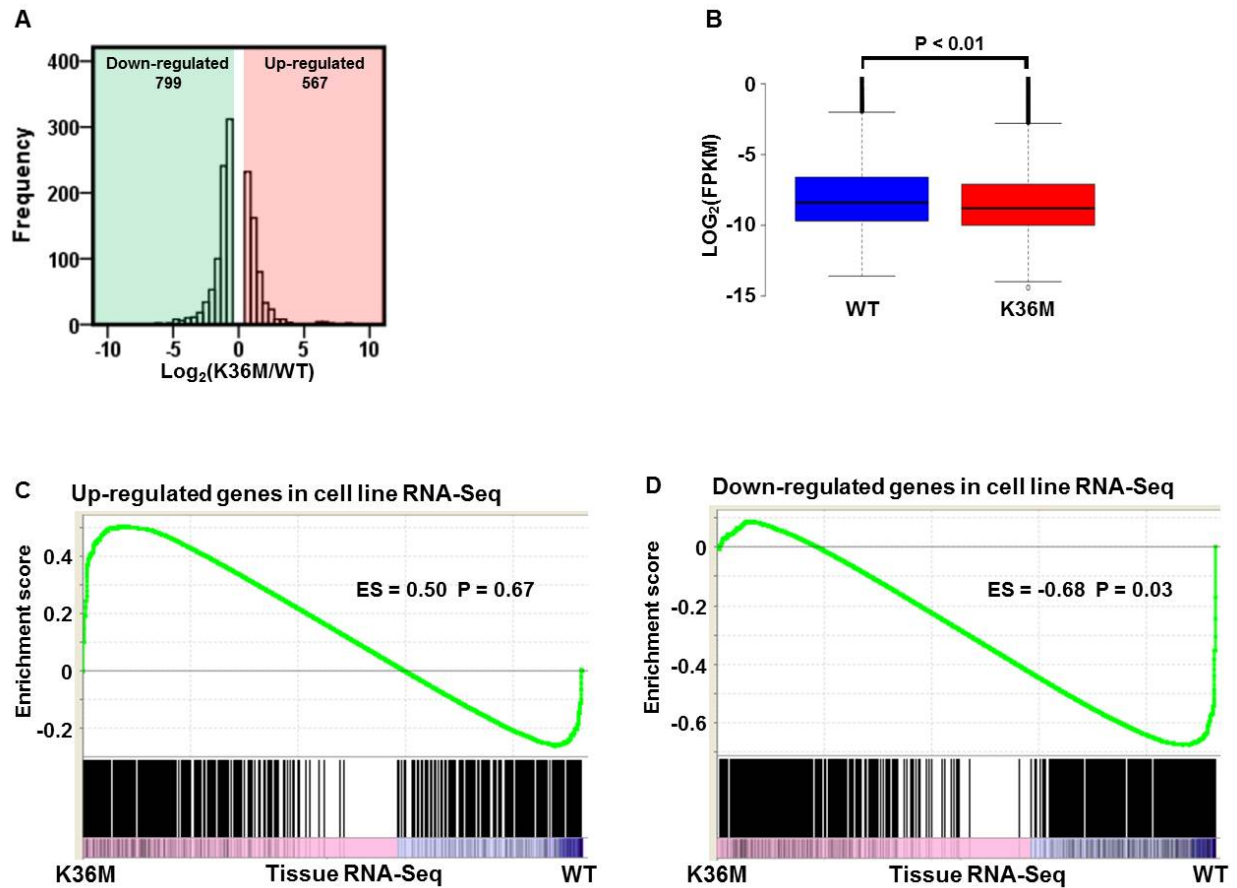 A
Down-regulated
799
Up-regulated
567
400
300
200
100
0
Frequency
-10
-5
0
5
10
Log₂(K36M/WT)
B
P < 0.01
0
-5
-10
-15
LOG₂(FPKM)
WT
K36M
C
Up-regulated genes in cell line RNA-Seq
0.4
0.2
0
-0.2
Enrichment score
ES = 0.50 P = 0.67
K36M
Tissue RNA-Seq
WT
D
Down-regulated genes in cell line RNA-Seq
0
-0.2
-0.4
-0.6
Enrichment score
ES = -0.68 P = 0.03
K36M
Tissue RNA-Seq
WT